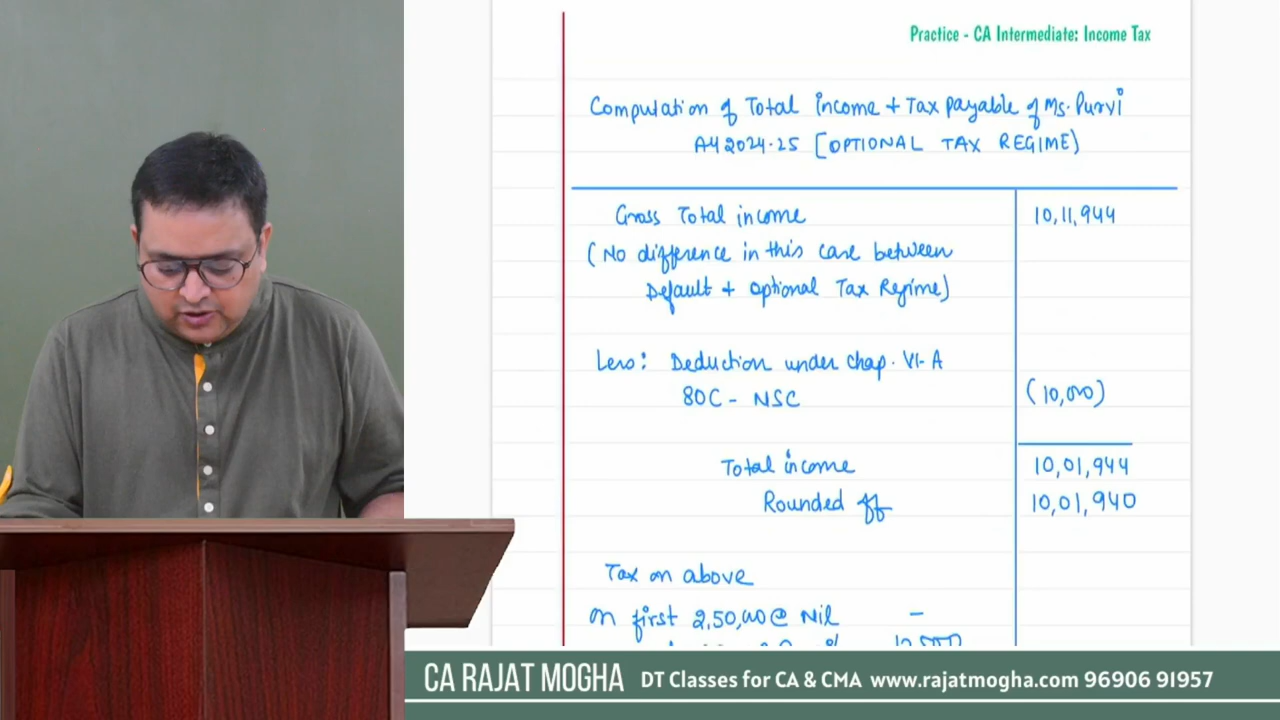 Practice - CA Intermediate: Income Tax
Computation of Total income + Tax payable of Ms. Purvi
AY 2024-25 [OPTIONAL TAX REGIME)
Gross Total income 10,11,944
(No difference in this case between
Default + Optional Tax Regime)
Less: Deduction under chap. VI-A
80C - NSC (10,000)
Total income 10,01,944
Rounded off 10,01,940
Tax on above
On first 2,50,000 @ Nil -
CA RAJAT MOGHA DT Classes for CA & CMA www.rajatmogha.com 96906 91957